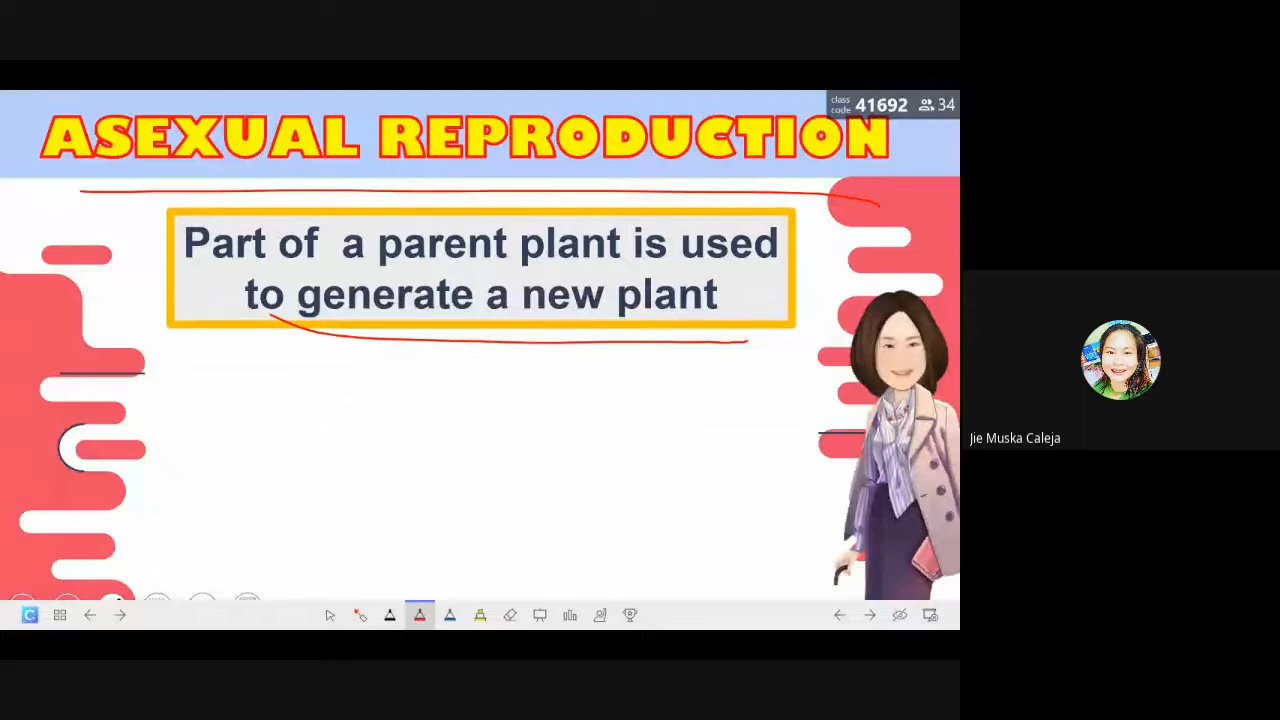 class
code 41692 34
ASEXUAL REPRODUCTION
Part of a parent plant is used
to generate a new plant
Jie Muska Caleja